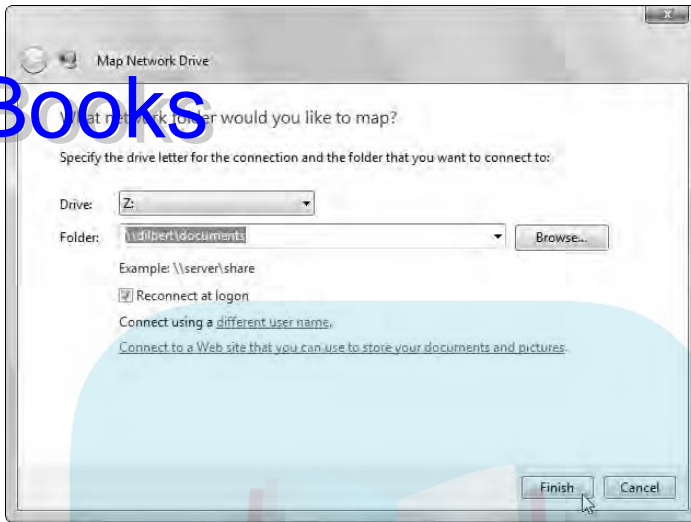 Map Network Drive
Books
What network folder would you like to map?
Specify the drive letter for the connection and the folder that you want to connect to:
Drive: Z:
Folder: \\dilbert\documents Browse...
Example: \\server\share
Reconnect at logon
Connect using a different user name.
Connect to a Web site that you can use to store your documents and pictures.
Finish Cancel